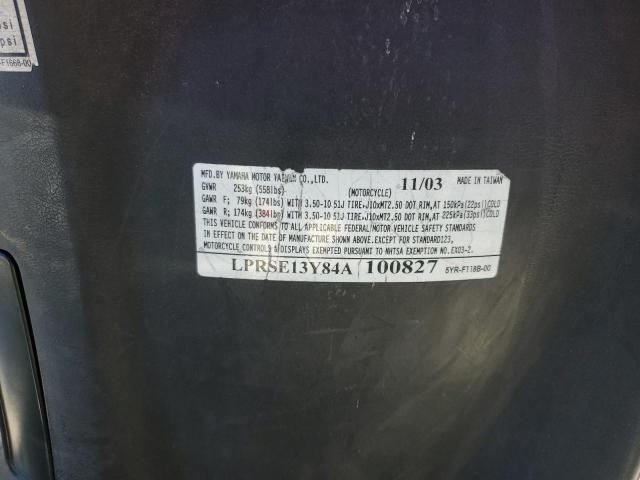 si
psi
-F1668-00
MFD.BY YAMAHA MOTOR TAIWAN CO.,LTD. 11/03 MADE IN TAIWAN
GVWR 253kg (558lbs) (MOTORCYCLE)
GAWR F; 79kg (174lbs) WITH 3.50-10 51J TIRE,J10xMT2.50 DOT RIM,AT 150kPa(22psi)COLD
GAWR R; 174kg (384lbs) WITH 3.50-10 51J TIRE,J10xMT2.50 DOT RIM,AT 225kPa(33psi)COLD
THIS VEHICLE CONFORMS TO ALL APPLICABLE FEDERAL MOTOR VEHICLE SAFETY STANDARDS
IN EFFECT ON THE DATE OF MANUFACTURE SHOWN ABOVE.EXCEPT FOR STANDARD123,
MOTORCYCLE CONTROLS & DISPLAYS EXEMPTED PURSUANT TO NHTSA EXEMPTION NO.EX03-2.
LPRSE13Y84A 100827 5YR-F118B-00